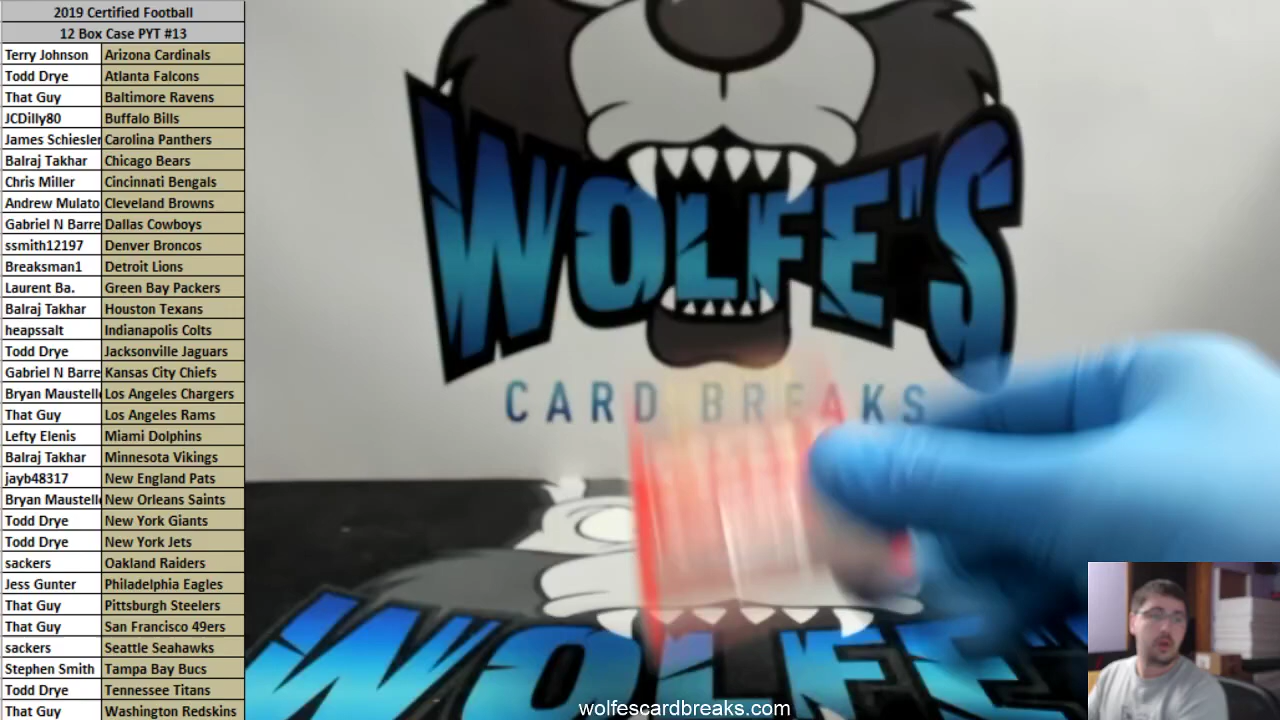 2019 Certified Football
12 Box Case PYT #13
Terry Johnson Arizona Cardinals
Todd Drye Atlanta Falcons
That Guy Baltimore Ravens
JCDilly80 Buffalo Bills
James Schiesler Carolina Panthers
Balraj Takhar Chicago Bears
Chris Miller Cincinnati Bengals
Andrew Mulato Cleveland Browns
Gabriel N Barre Dallas Cowboys
ssmith12197 Denver Broncos
Breaksman1 Detroit Lions
Laurent Ba. Green Bay Packers
Balraj Takhar Houston Texans
heapssalt Indianapolis Colts
Todd Drye Jacksonville Jaguars
Gabriel N Barre Kansas City Chiefs
Bryan Maustelle Los Angeles Chargers
That Guy Los Angeles Rams
Lefty Elenis Miami Dolphins
Balraj Takhar Minnesota Vikings
jayb48317 New England Pats
Bryan Maustelle New Orleans Saints
Todd Drye New York Giants
Todd Drye New York Jets
sackers Oakland Raiders
Jess Gunter Philadelphia Eagles
That Guy Pittsburgh Steelers
That Guy San Francisco 49ers
sackers Seattle Seahawks
Stephen Smith Tampa Bay Bucs
Todd Drye Tennessee Titans
That Guy Washington Redskins
WOLFE'S
CARD BREAKS
WOLFE'
wolfescardbreaks.com